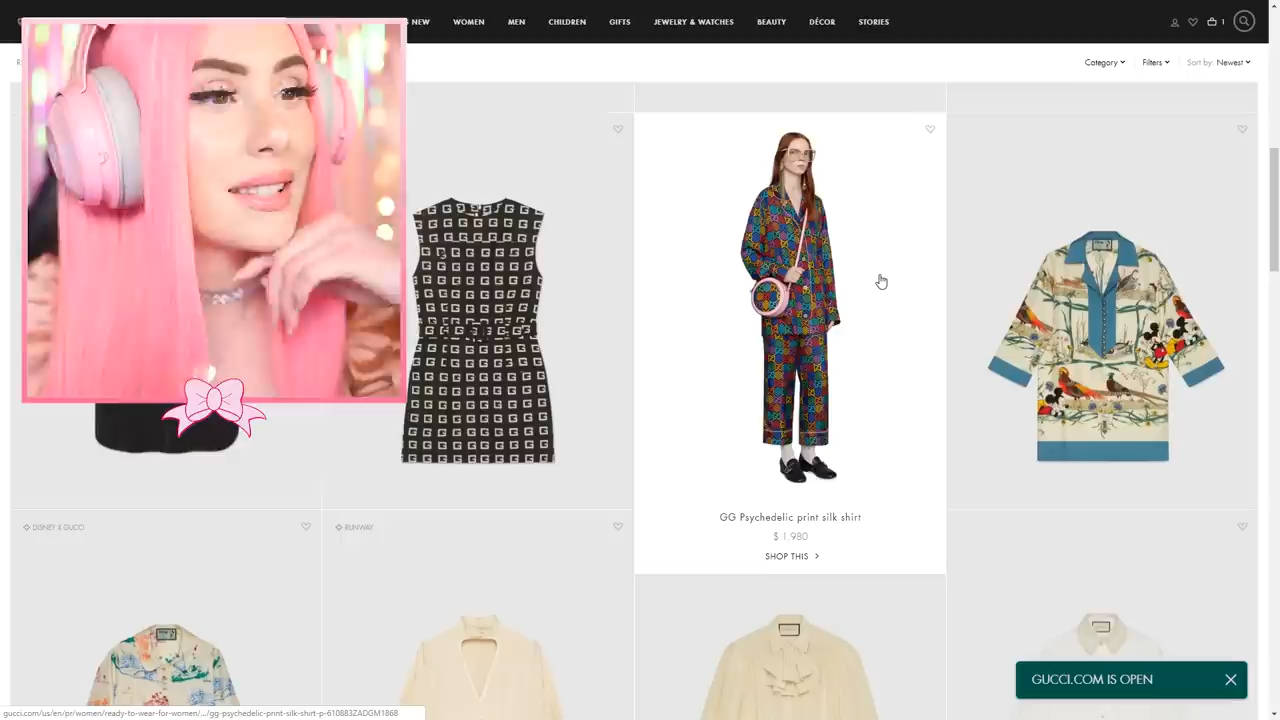 NEW
WOMEN
MEN
CHILDREN
GIFTS
JEWELRY & WATCHES
BEAUTY
DÉCOR
STORIES
1
Category
Filters
Sort by: Newest
GG Psychedelic print silk shirt
$ 1.980
SHOP THIS >
DISNEY X GUCCI
RUNWAY
GUCCI.COM IS OPEN
gucci.com/us/en/pr/women/ready-to-wear-for-women/.../gg-psychedelic-print-silk-shirt-p-610883ZADGM1868